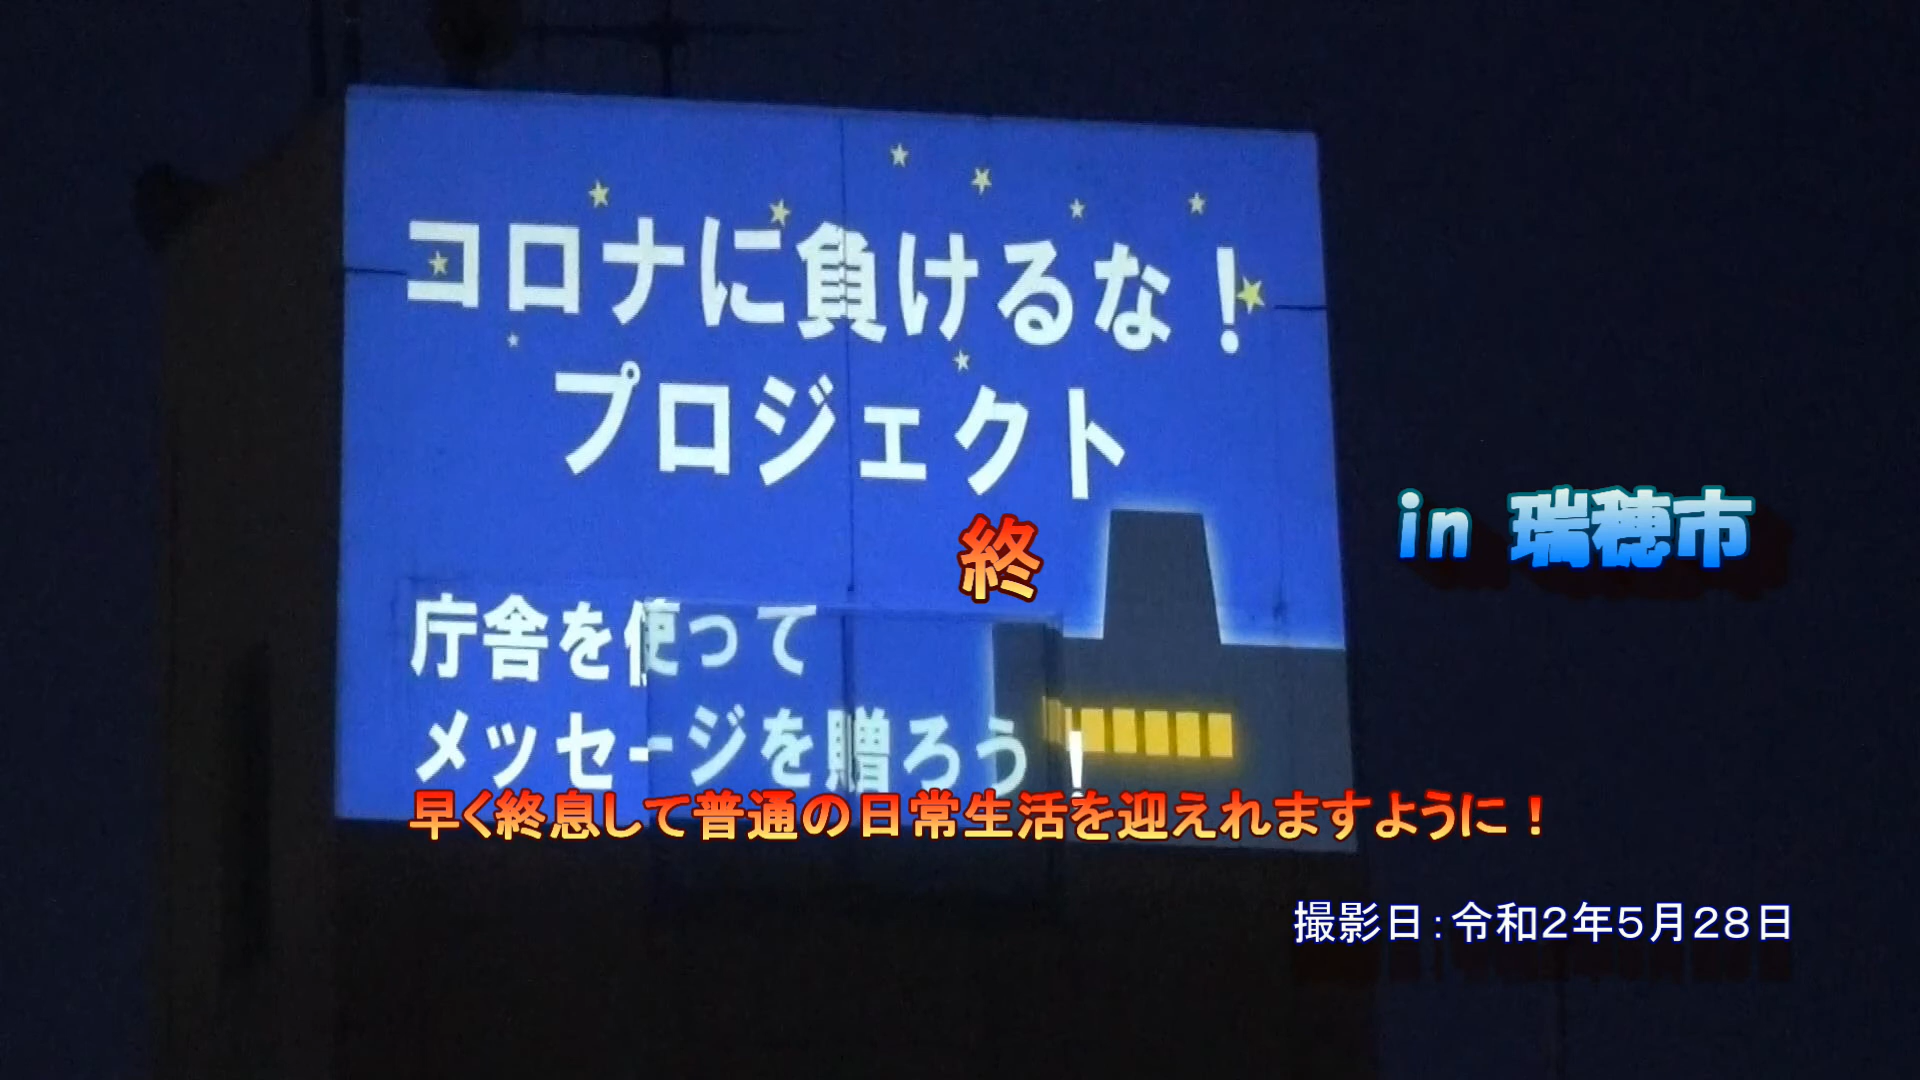 コロナに負けるな！
プロジェクト
終
in 瑞穂市
庁舎を使って
メッセージを贈ろう！
早く終息して普通の日常生活を迎えれますように！
撮影日：令和2年5月28日